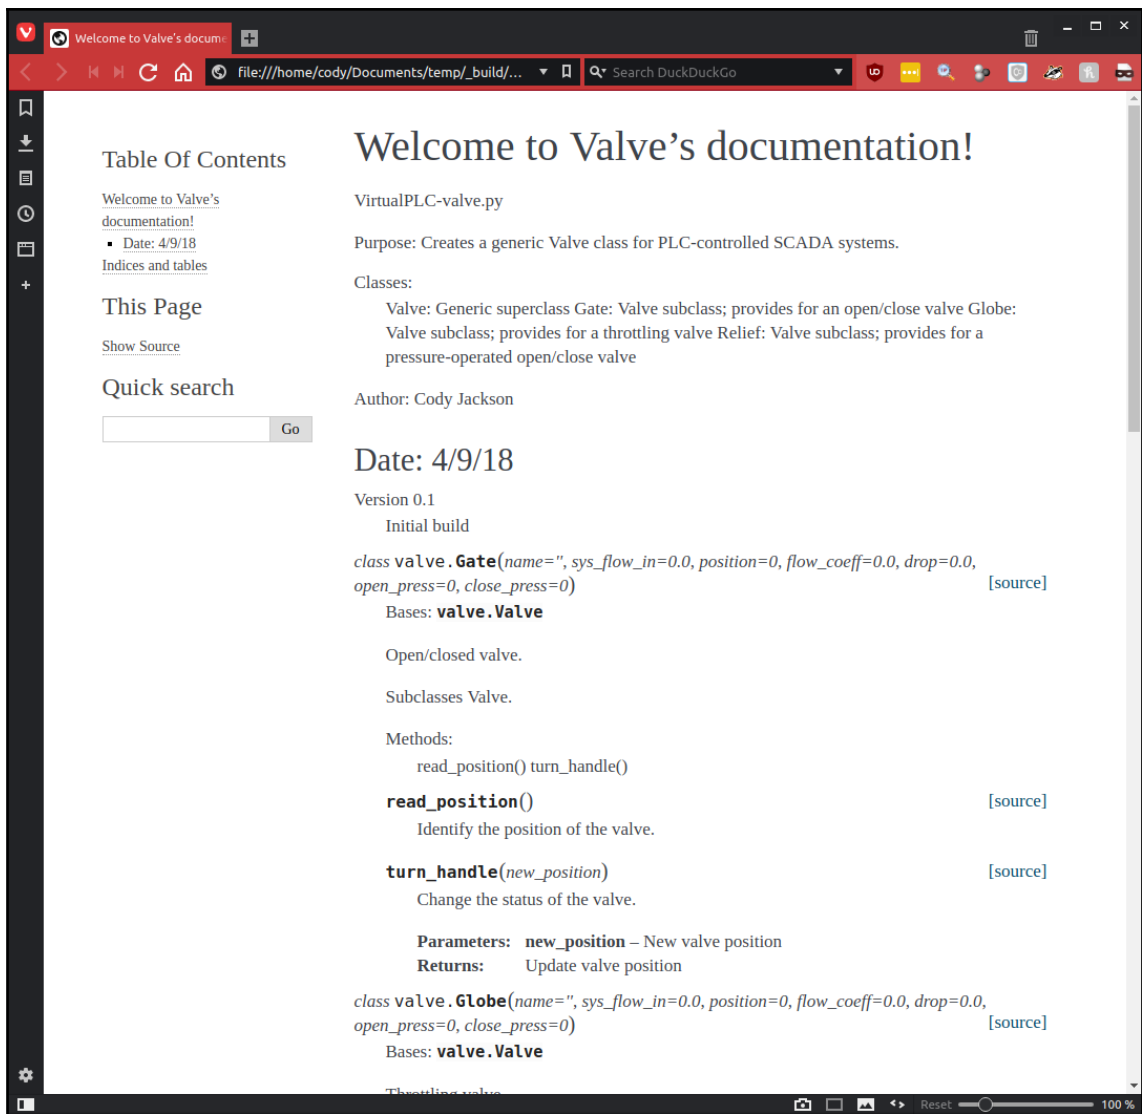 Welcome to Valve's docume
file:///home/cody/Documents/temp/_build/...
Search DuckDuckGo
Table Of Contents
Welcome to Valve's
documentation!
Date: 4/9/18
Indices and tables
This Page
Show Source
Quick search
Go
Welcome to Valve's documentation!
VirtualPLC-valve.py
Purpose: Creates a generic Valve class for PLC-controlled SCADA systems.
Classes:
Valve: Generic superclass Gate: Valve subclass; provides for an open/close valve Globe:
Valve subclass; provides for a throttling valve Relief: Valve subclass; provides for a
pressure-operated open/close valve
Author: Cody Jackson
Date: 4/9/18
Version 0.1
Initial build
class valve.Gate(name='', sys_flow_in=0.0, position=0, flow_coeff=0.0, drop=0.0,
open_press=0, close_press=0) [source]
Bases: valve.Valve
Open/closed valve.
Subclasses Valve.
Methods:
read_position() turn_handle()
read_position() [source]
Identify the position of the valve.
turn_handle(new_position) [source]
Change the status of the valve.
Parameters: new_position – New valve position
Returns: Update valve position
class valve.Globe(name='', sys_flow_in=0.0, position=0, flow_coeff=0.0, drop=0.0,
open_press=0, close_press=0) [source]
Bases: valve.Valve
Throttling valve
Reset 100 %